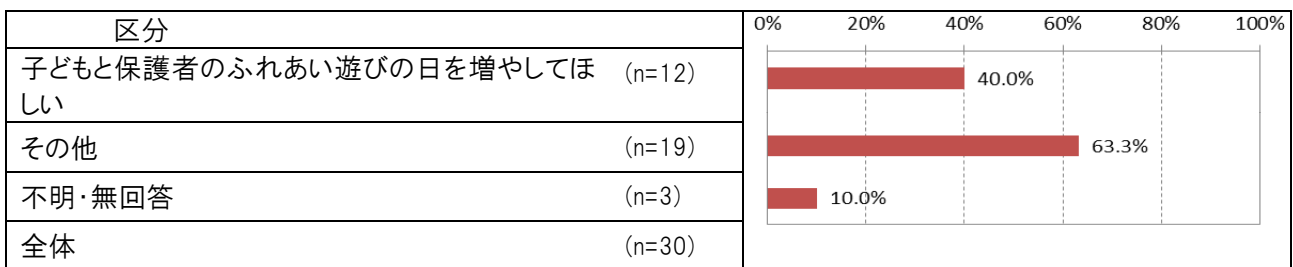 区分
0% 20% 40% 60% 80% 100%
子どもと保護者のふれあい遊びの日を増やしてほ (n=12)
しい
40.0%
その他 (n=19)
63.3%
不明・無回答 (n=3)
10.0%
全体 (n=30)